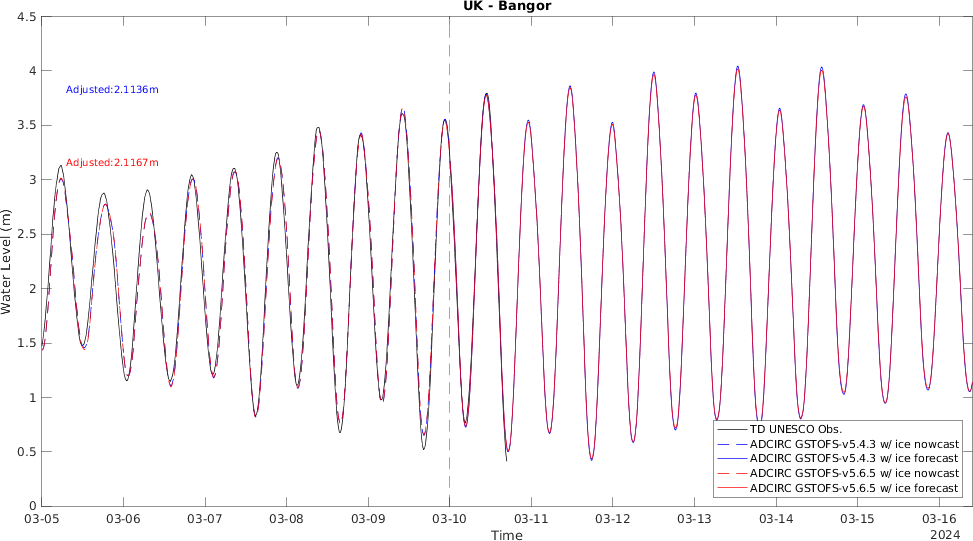 UK - Bangor
4.5
4
3.5
3
2.5
2
1.5
1
0.5
0
Water Level (m)
Adjusted:2.1136m
Adjusted:2.1167m
TD UNESCO Obs.
ADCIRC GSTOFS-v5.4.3 w/ ice nowcast
ADCIRC GSTOFS-v5.4.3 w/ ice forecast
ADCIRC GSTOFS-v5.6.5 w/ ice nowcast
ADCIRC GSTOFS-v5.6.5 w/ ice forecast
03-05 03-06 03-07 03-08 03-09 03-10 03-11 03-12 03-13 03-14 03-15 03-16
Time
2024